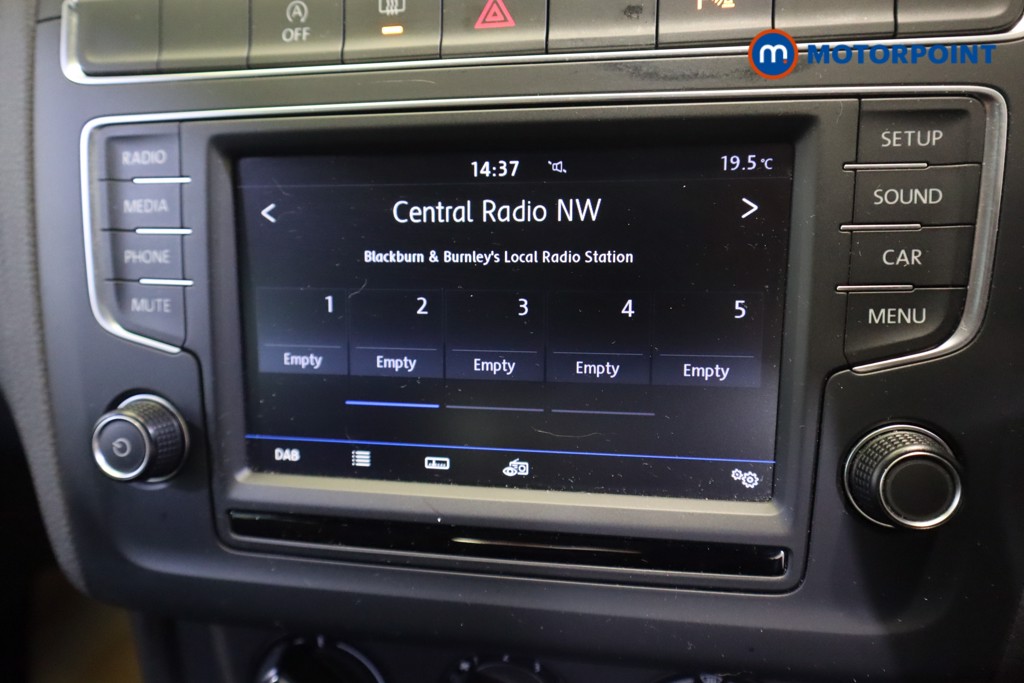 A
OFF
m MOTORPOINT
RADIO
MEDIA
PHONE
MUTE
14:37
19.5 °C
< Central Radio NW >
Blackburn & Burnley's Local Radio Station
1 2 3 4 5
Empty Empty Empty Empty Empty
DAB
SETUP
SOUND
CAR
MENU